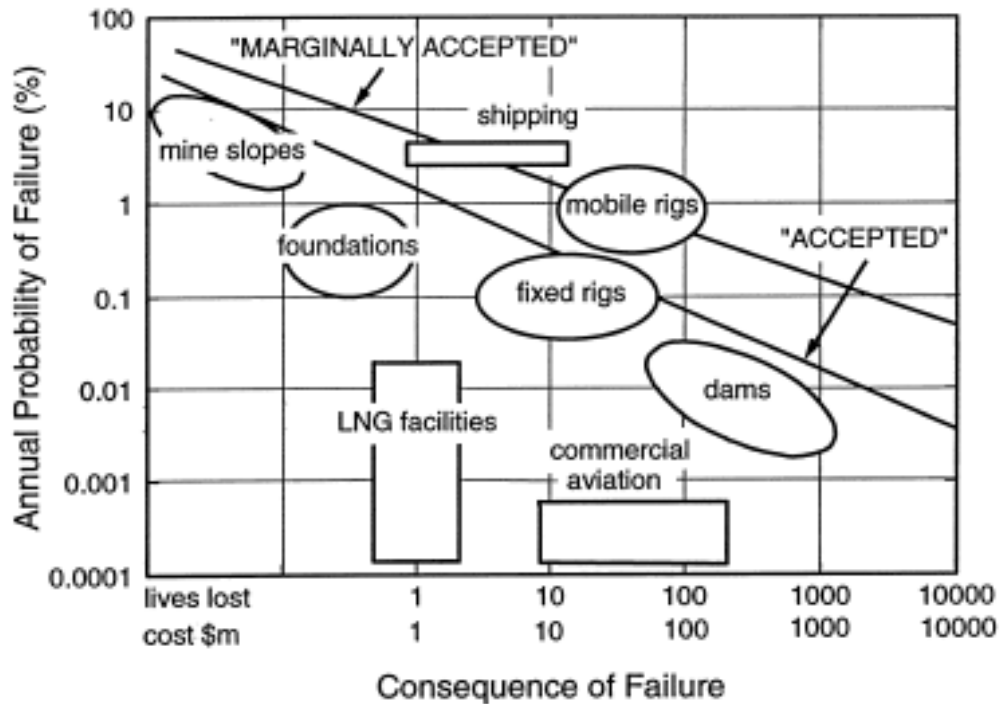 Annual Probability of Failure (%)
100
10
1
0.1
0.01
0.001
0.0001
"MARGINALLY ACCEPTED"
shipping
mine slopes
mobile rigs
"ACCEPTED"
foundations
fixed rigs
dams
LNG facilities
commercial
aviation
lives lost 1 10 100 1000 10000
cost $m 1 10 100 1000 10000
Consequence of Failure